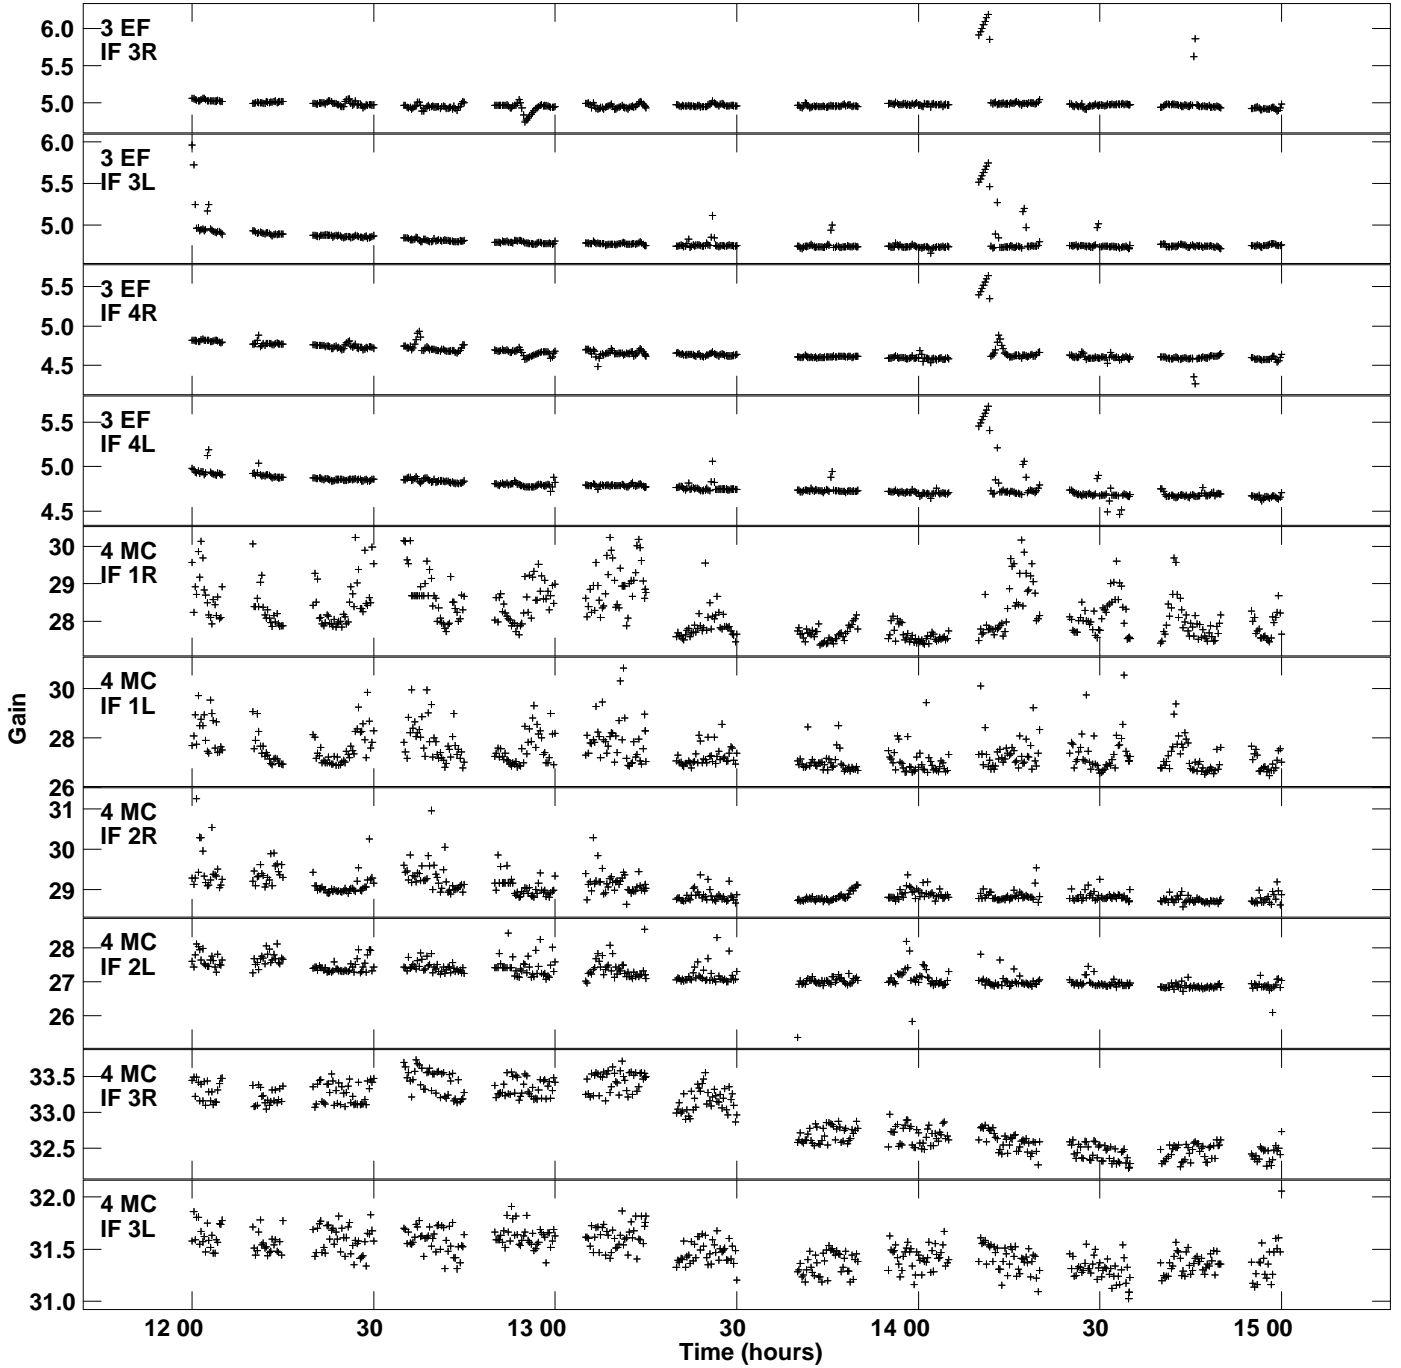 6.0
3 EF
IF 3R
5.5
5.0
6.0
3 EF
IF 3L
5.5
5.0
5.5
3 EF
IF 4R
5.0
4.5
5.5
3 EF
IF 4L
5.0
4.5
30
4 MC
IF 1R
29
28
30
4 MC
IF 1L
28
26
31
4 MC
IF 2R
30
29
28
4 MC
IF 2L
27
26
33.5
4 MC
IF 3R
33.0
32.5
32.0
4 MC
IF 3L
31.5
31.0
Gain
12 00
30
13 00
30
14 00
30
15 00
Time (hours)